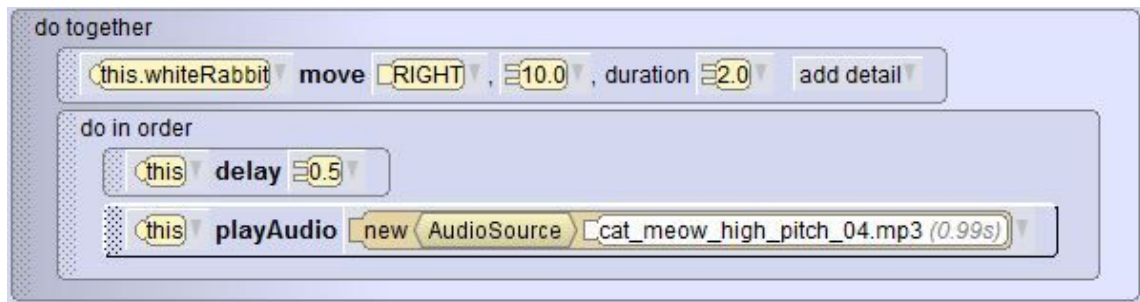 do together
this.whiteRabbit move RIGHT , 10.0 , duration 2.0 add detail
do in order
this delay 0.5
this playAudio new AudioSource cat_meow_high_pitch_04.mp3 (0.99s)